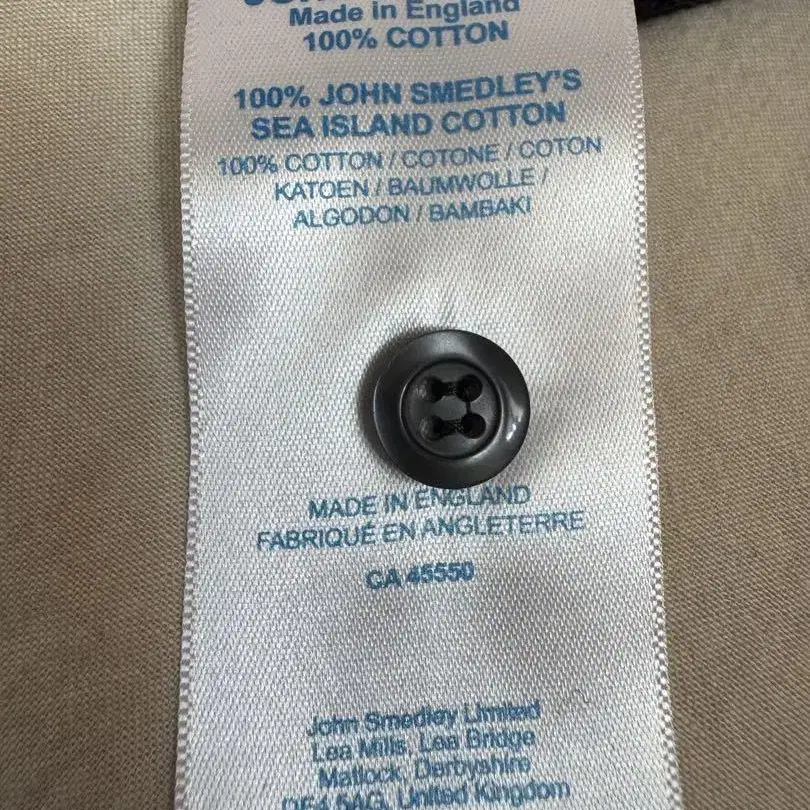 Made in England
100% COTTON
100% JOHN SMEDLEY'S
SEA ISLAND COTTON
100% COTTON / COTONE / COTON
KATOEN / BAUMWOLLE /
ALGODON / BAMBAKI
MADE IN ENGLAND
FABRIQUÉ EN ANGLETERRE
CA 45550
John Smedley Limited
Lea Mills, Lea Bridge
Matlock, Derbyshire
DE4 5AG, United Kingdom